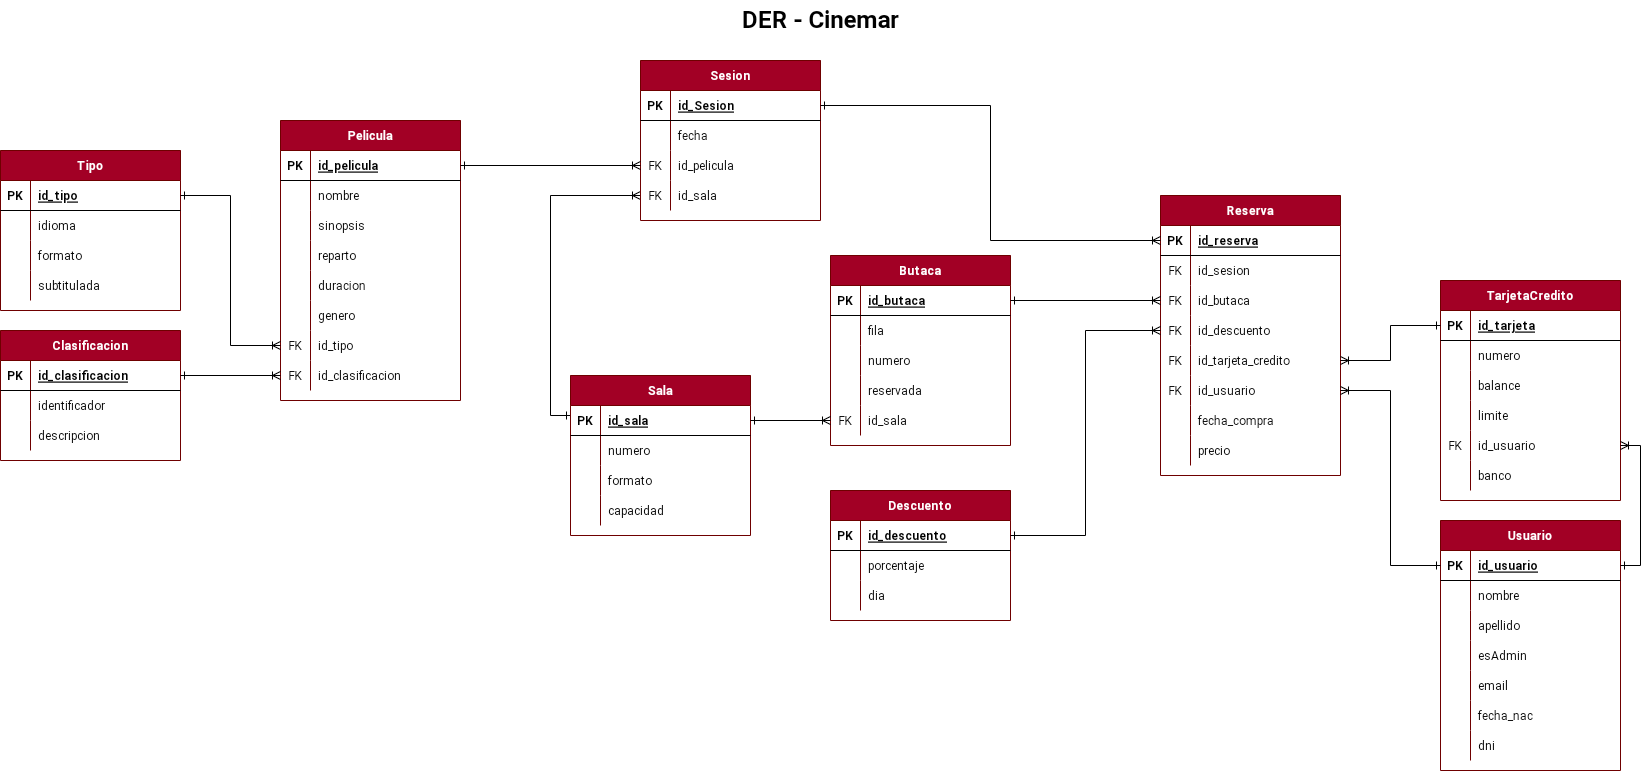 DER - Cinemar
Tipo
PK id_tipo
idioma
formato
subtitulada
Clasificacion
PK id_clasificacion
identificador
descripcion
Pelicula
PK id_pelicula
nombre
sinopsis
reparto
duracion
genero
FK id_tipo
FK id_clasificacion
Sesion
PK id_Sesion
fecha
FK id_pelicula
FK id_sala
Sala
PK id_sala
numero
formato
capacidad
Butaca
PK id_butaca
fila
numero
reservada
FK id_sala
Descuento
PK id_descuento
porcentaje
dia
Reserva
PK id_reserva
FK id_sesion
FK id_butaca
FK id_descuento
FK id_tarjeta_credito
FK id_usuario
fecha_compra
precio
TarjetaCredito
PK id_tarjeta
numero
balance
limite
FK id_usuario
banco
Usuario
PK id_usuario
nombre
apellido
esAdmin
email
fecha_nac
dni